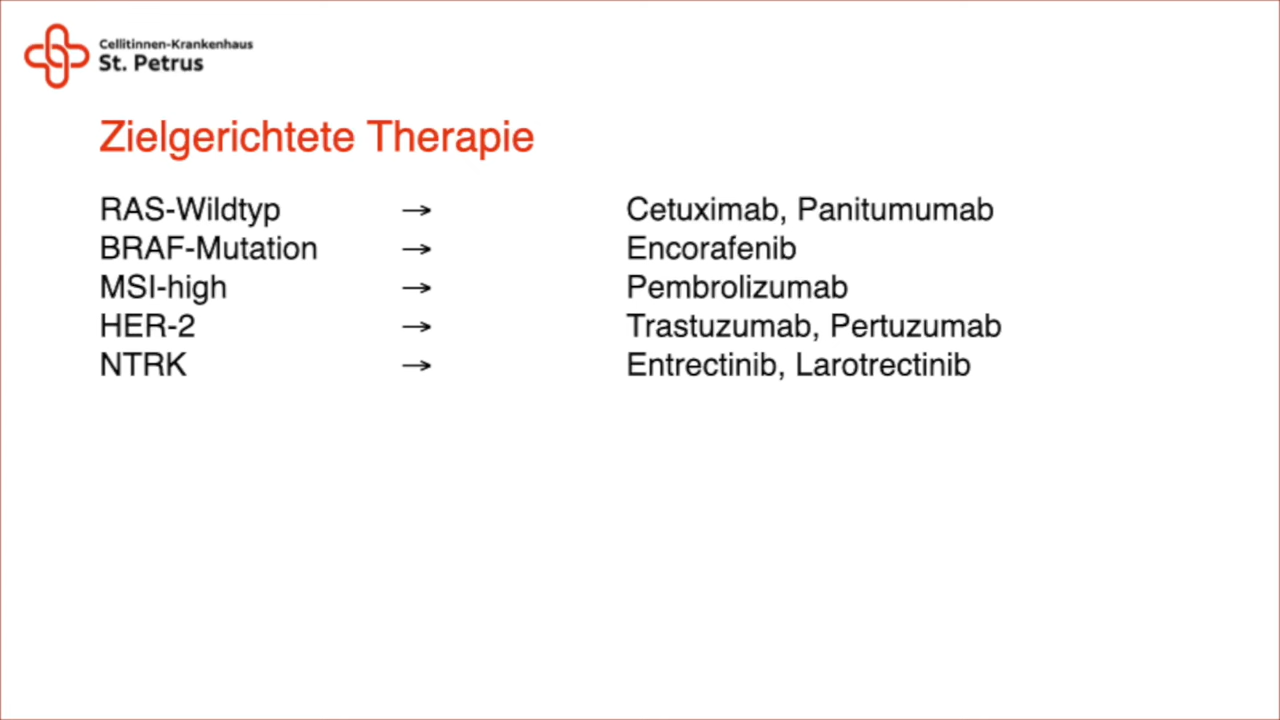 Cellitinnen-Krankenhaus
St. Petrus
Zielgerichtete Therapie
RAS-Wildtyp → Cetuximab, Panitumumab
BRAF-Mutation → Encorafenib
MSI-high → Pembrolizumab
HER-2 → Trastuzumab, Pertuzumab
NTRK → Entrectinib, Larotrectinib